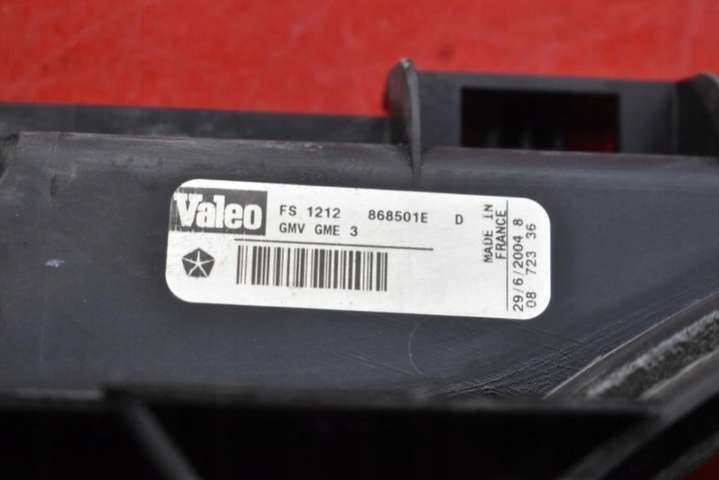 Valeo
FS 1212 868501E D
GMV GME 3
MADE IN
FRANCE
29/6/2004 8
08 723 36